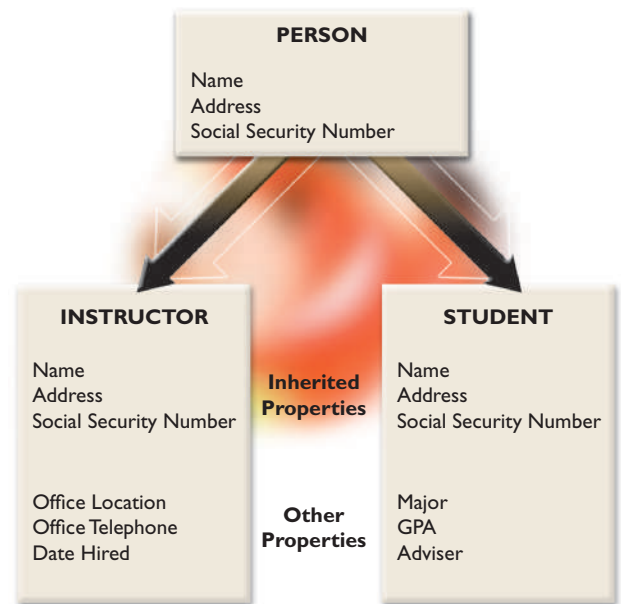 PERSON
Name
Address
Social Security Number
INSTRUCTOR
Name
Address
Social Security Number
Office Location
Office Telephone
Date Hired
Inherited
Properties
Other
Properties
STUDENT
Name
Address
Social Security Number
Major
GPA
Adviser